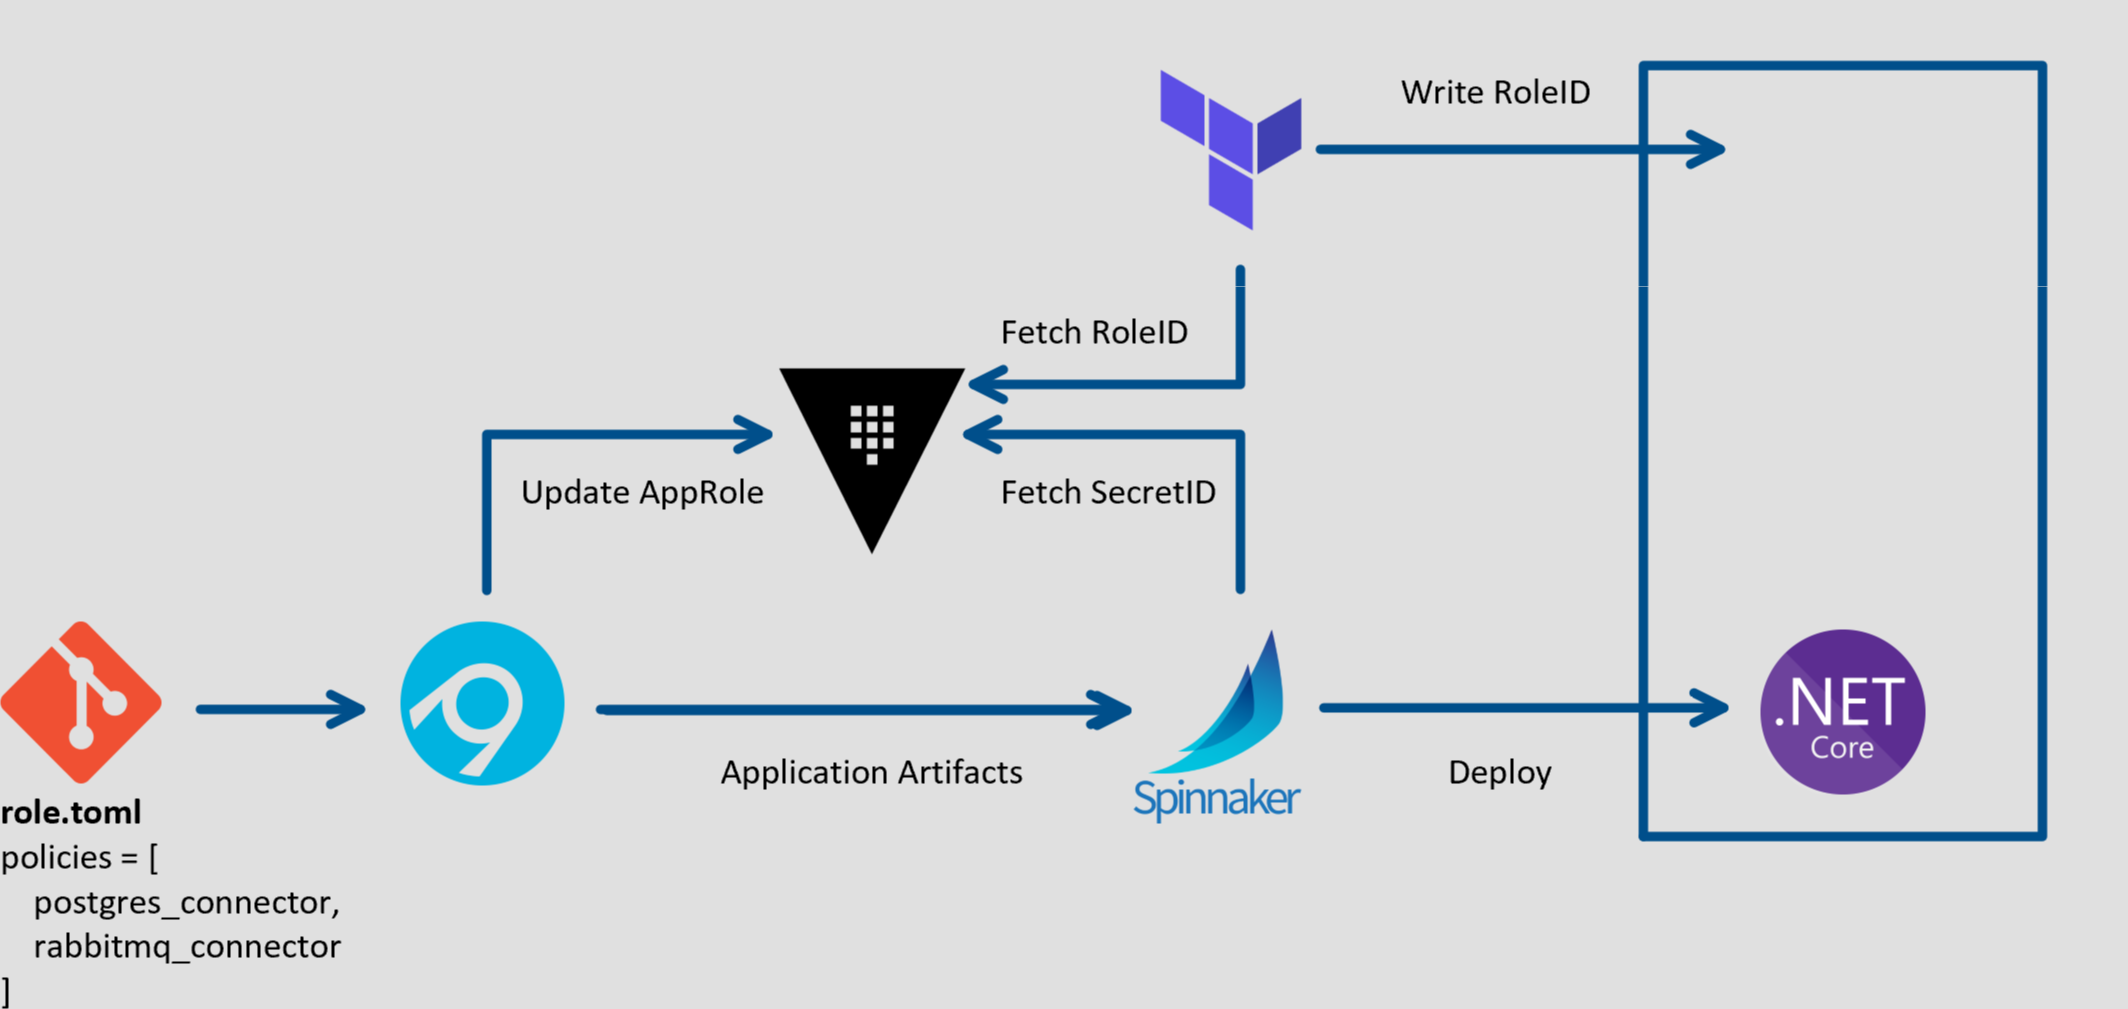 Write RoleID
Fetch RoleID
Update AppRole
Fetch SecretID
Application Artifacts
Spinnaker
Deploy
.NET
Core
role.toml
policies = [
postgres_connector,
rabbitmq_connector
]